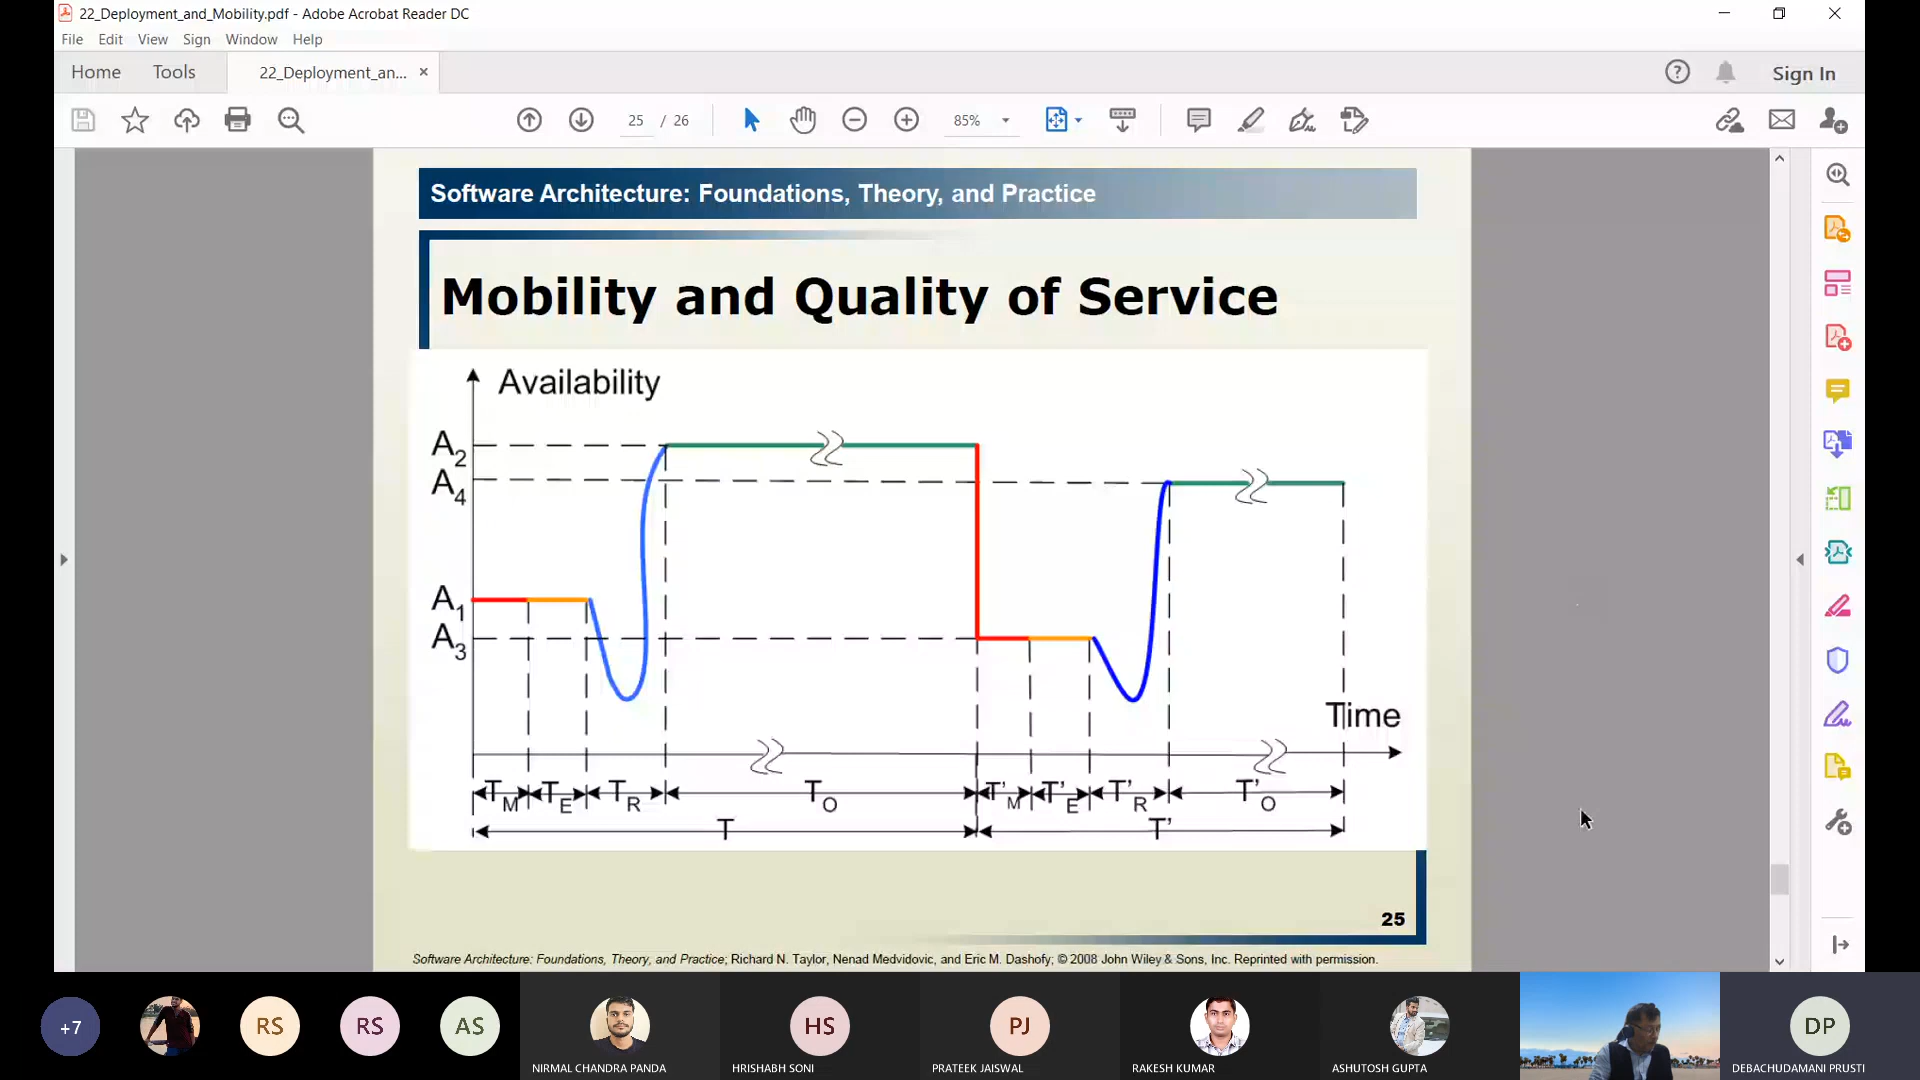 22_Deployment_and_Mobility.pdf - Adobe Acrobat Reader DC
File Edit View Sign Window Help
Home Tools 22_Deployment_an... × Sign In
25 / 26 85%
Software Architecture: Foundations, Theory, and Practice
Mobility and Quality of Service
Availability
A2
A4
A1
A3
Time
TM TE TR TO T'M T'E T'R T'O
T T'
25
Software Architecture: Foundations, Theory, and Practice; Richard N. Taylor, Nenad Medvidovic, and Eric M. Dashofy; © 2008 John Wiley & Sons, Inc. Reprinted with permission.
+7 RS RS AS HS PJ DP
NIRMAL CHANDRA PANDA HRISHABH SONI PRATEEK JAISWAL RAKESH KUMAR ASHUTOSH GUPTA DEBACHUDAMANI PRUSTI